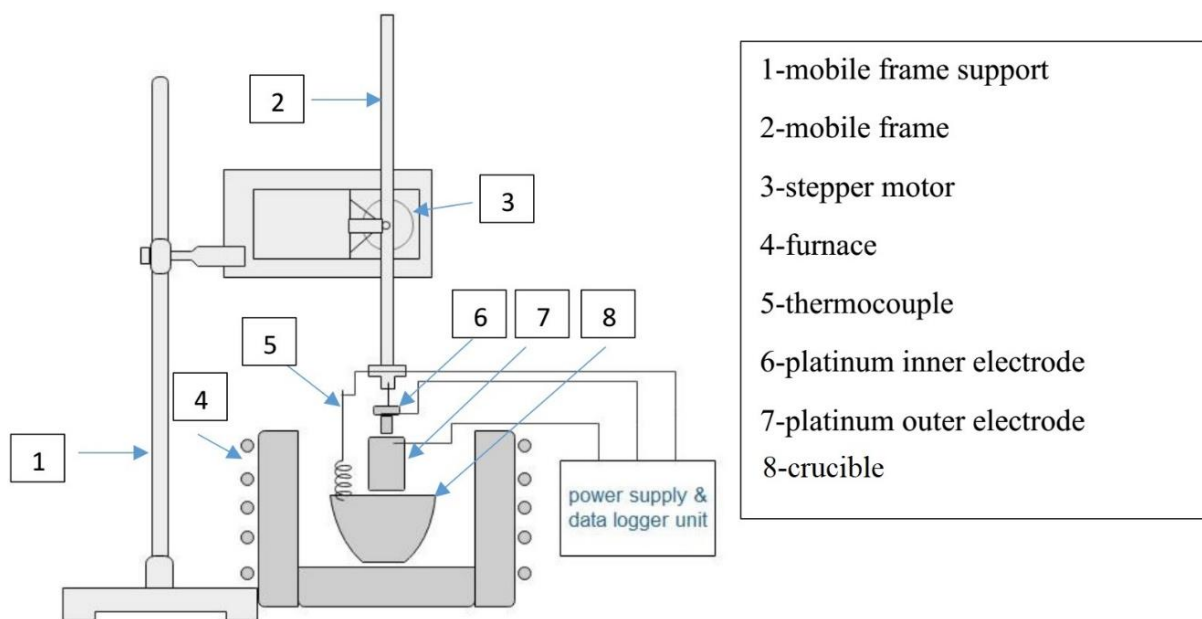 2
3
6
7
8
5
4
1
power supply &
data logger unit
1-mobile frame support
2-mobile frame
3-stepper motor
4-furnace
5-thermocouple
6-platinum inner electrode
7-platinum outer electrode
8-crucible